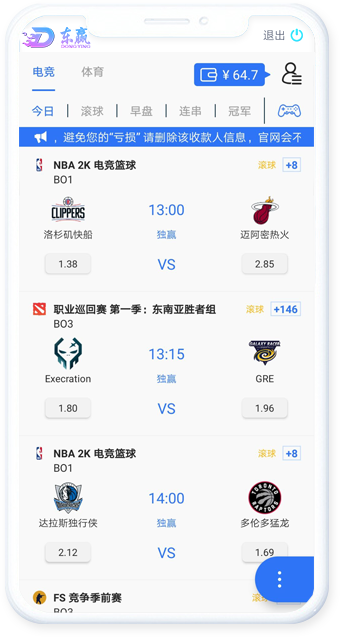 东赢
DONGYING
退出
电竞 体育
¥ 64.7
今日 滚球 早盘 连串 冠军
，避免您的“亏损” 请删除该收款人信息，官网会不
NBA 2K 电竞篮球 滚球 +8
BO1
CLIPPERS
13:00
洛杉矶快船 独赢 迈阿密热火
1.38 VS 2.85
职业巡回赛 第一季：东南亚胜者组 滚球 +146
BO3
GALAXY RACER
13:15
Execration 独赢 GRE
1.80 VS 1.96
NBA 2K 电竞篮球 滚球 +8
BO1
TORONTO
RAPTORS
14:00
达拉斯独行侠 独赢 多伦多猛龙
2.12 VS 1.69
FS 竞争季前赛 滚
BO3